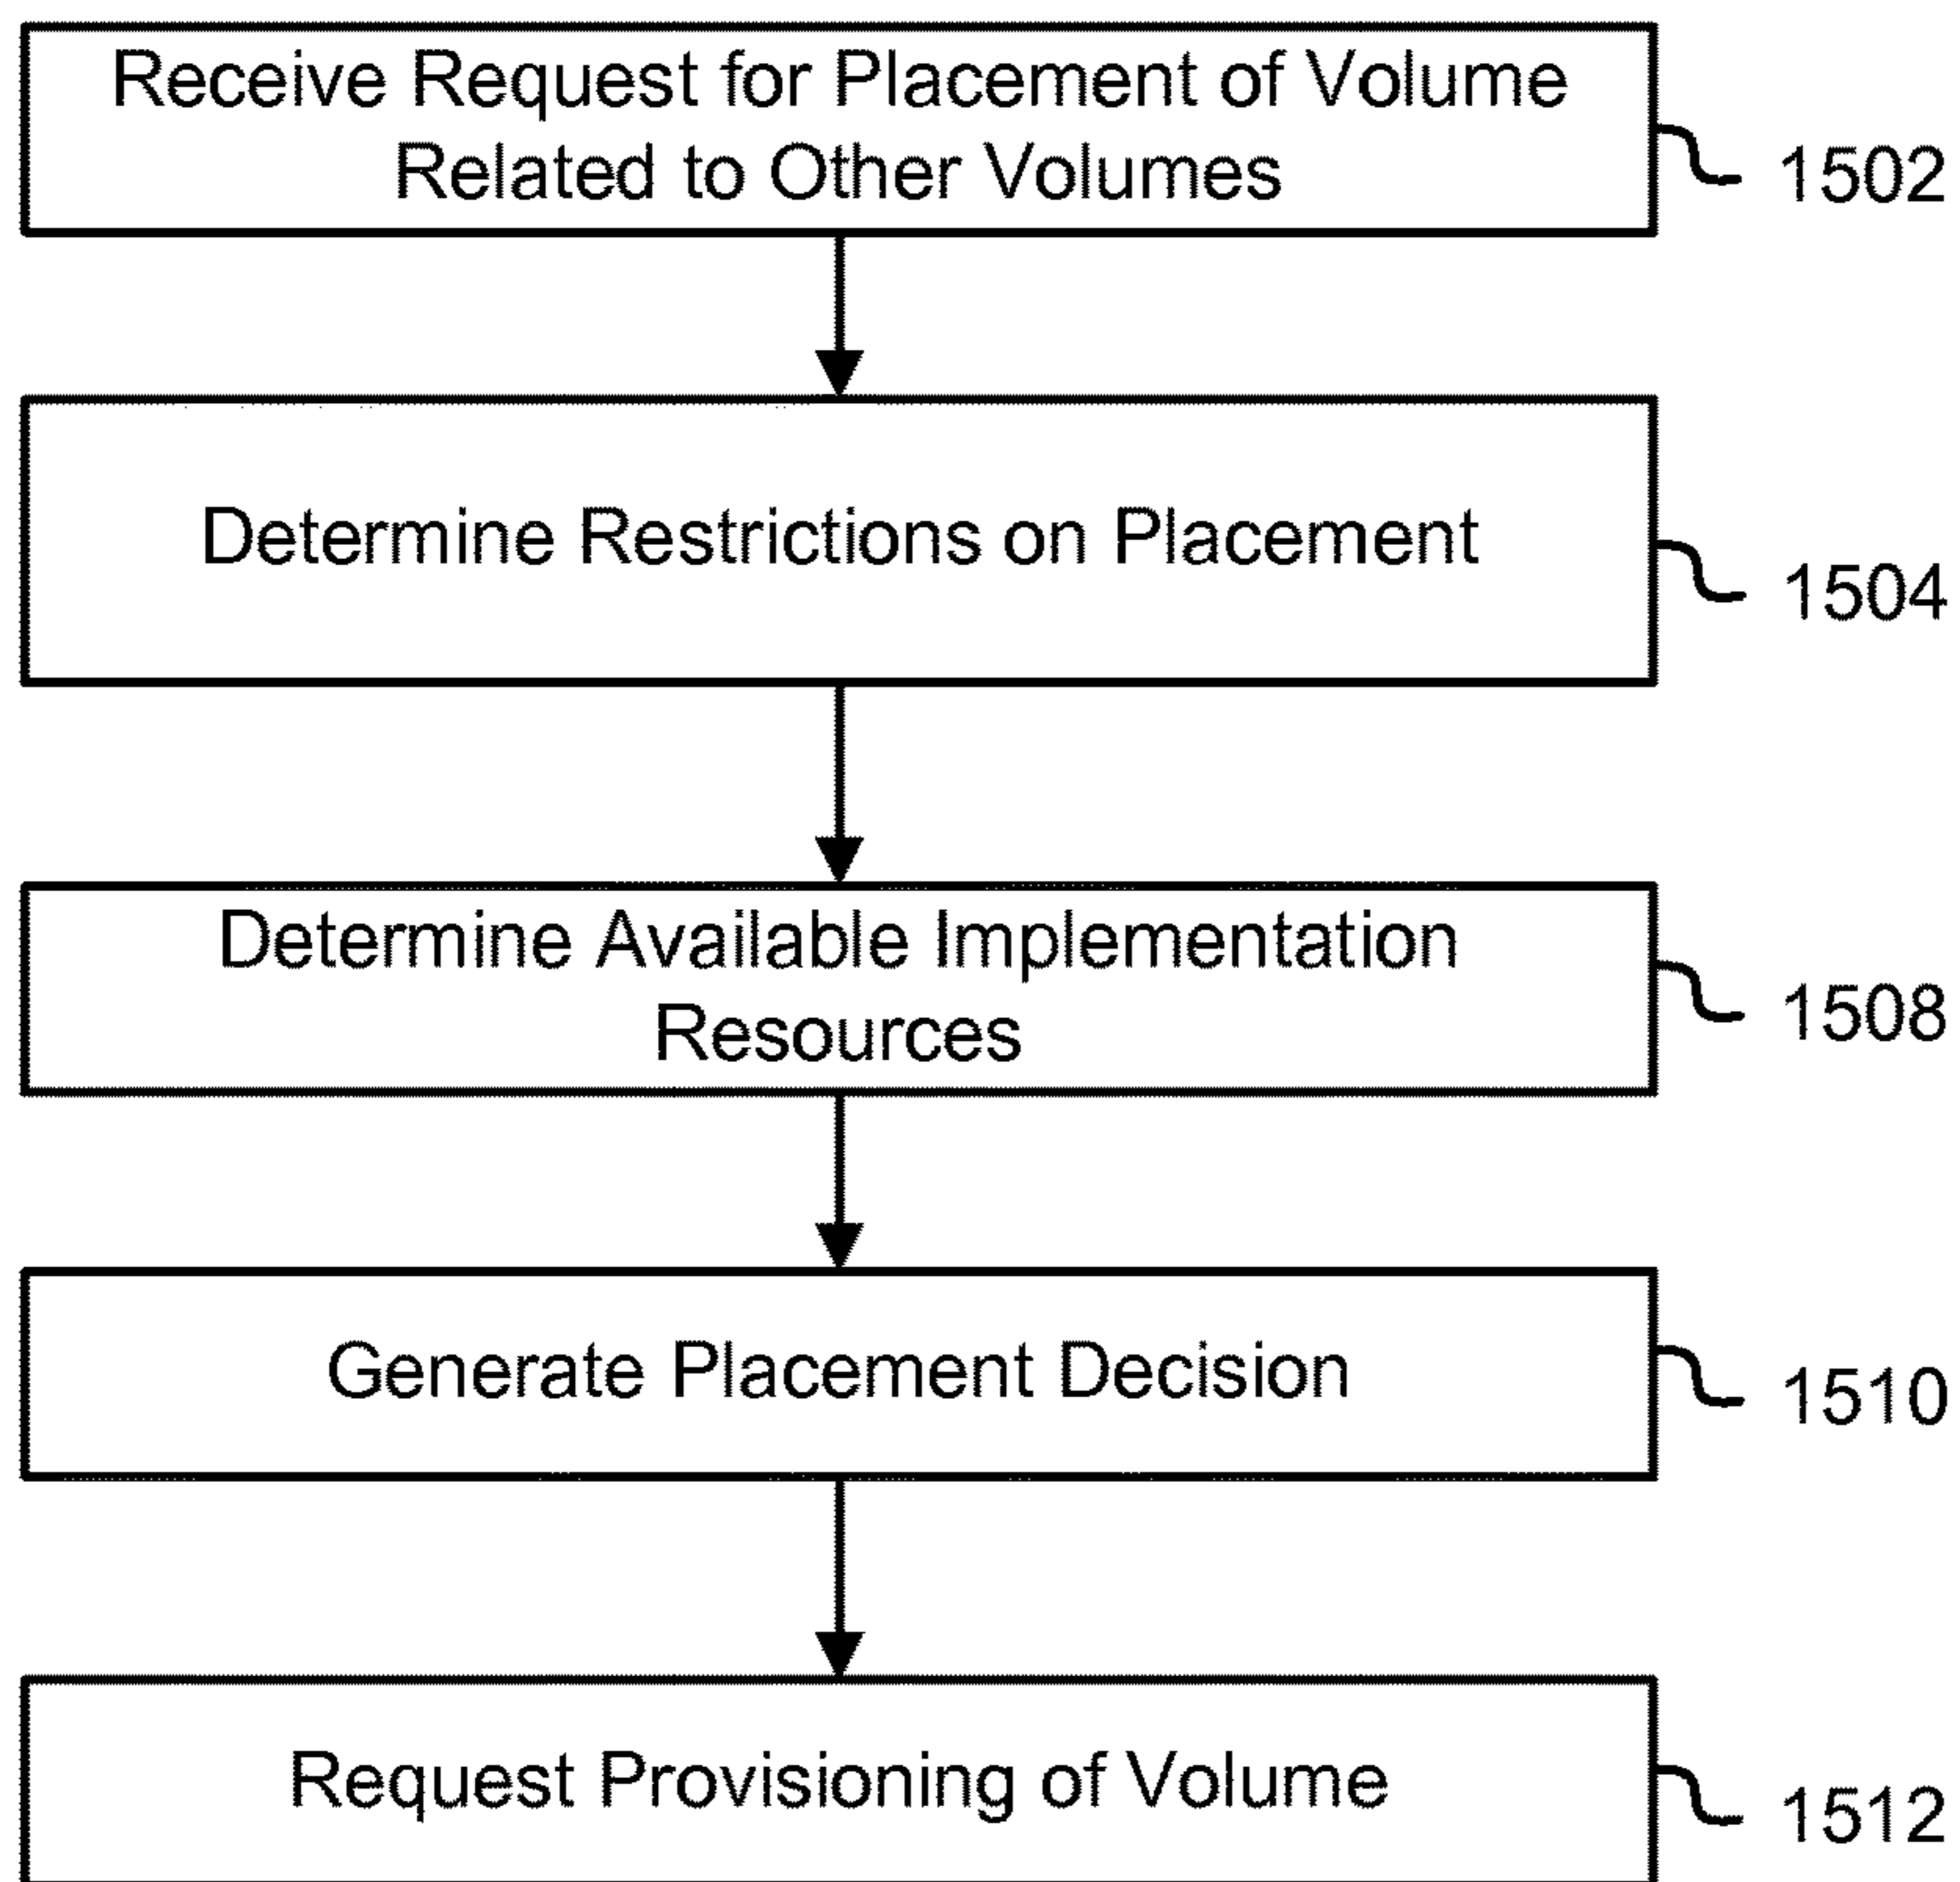 Receive Request for Placement of Volume
Related to Other Volumes
1502
Determine Restrictions on Placement
1504
Determine Available Implementation
Resources
1508
Generate Placement Decision
1510
Request Provisioning of Volume
1512